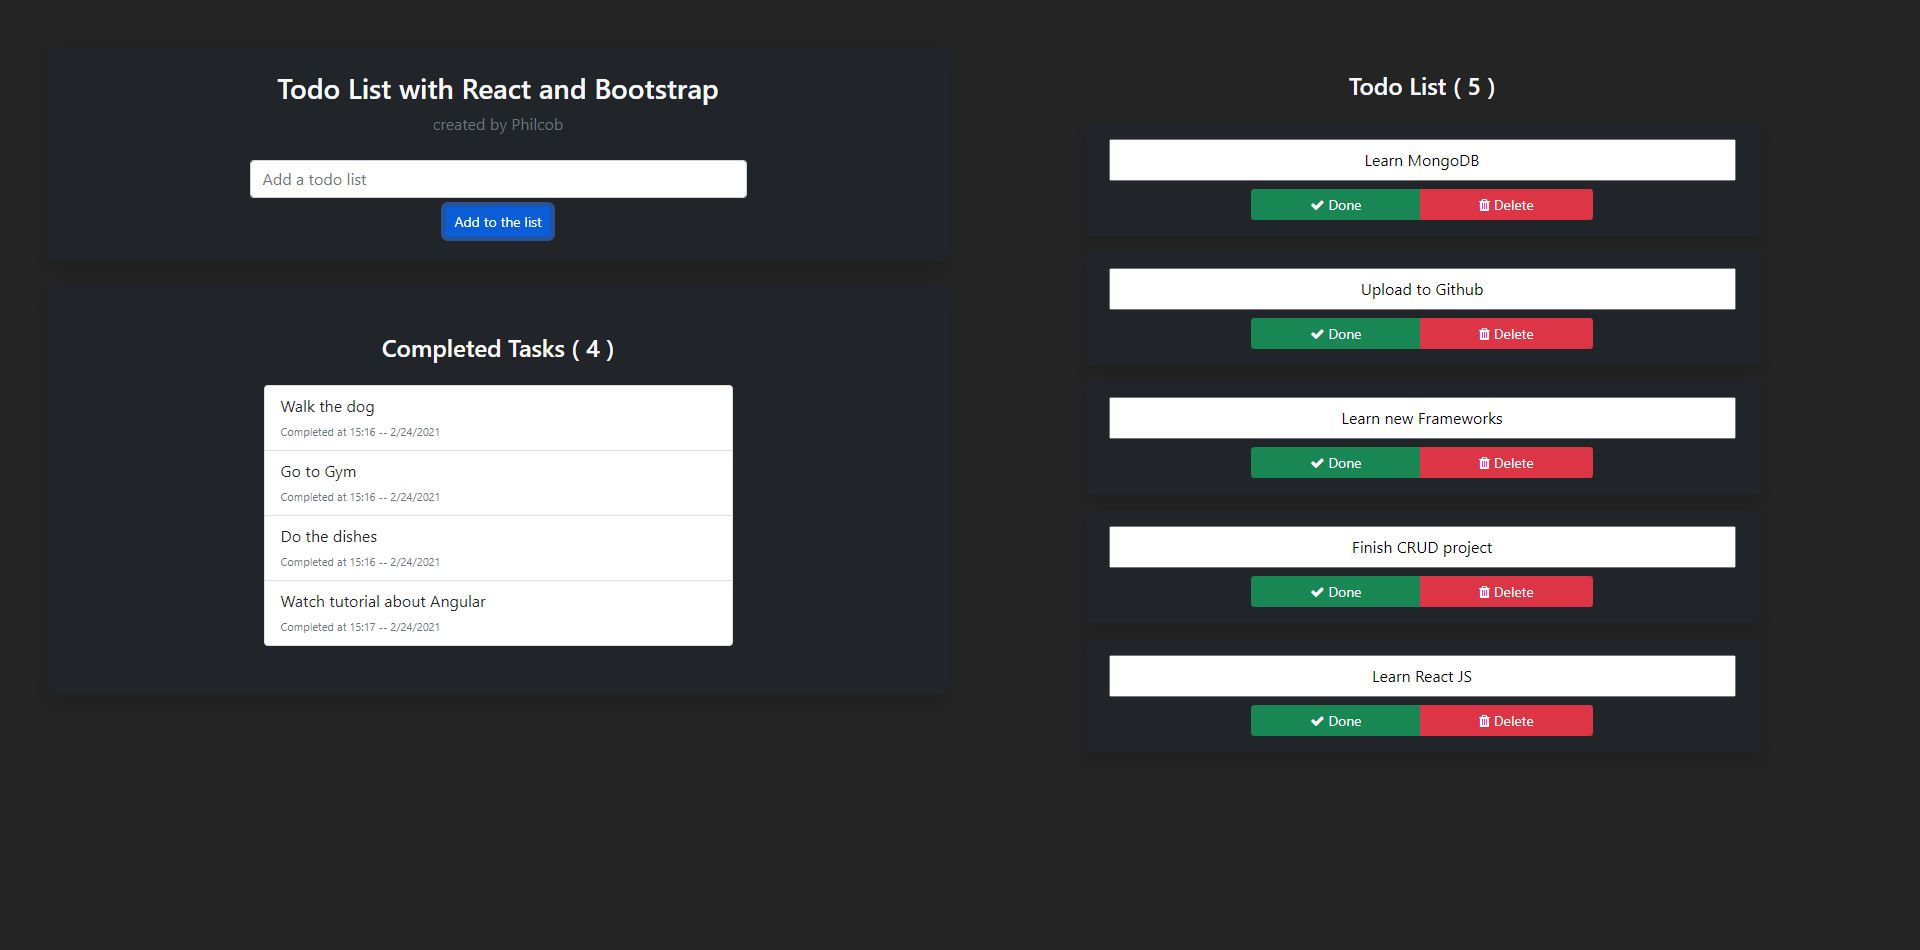 Todo List with React and Bootstrap
created by Philcob
Add a todo list
Add to the list
Completed Tasks ( 4 )
Walk the dog
Completed at 15:16 -- 2/24/2021
Go to Gym
Completed at 15:16 -- 2/24/2021
Do the dishes
Completed at 15:16 -- 2/24/2021
Watch tutorial about Angular
Completed at 15:17 -- 2/24/2021
Todo List ( 5 )
Learn MongoDB
Done Delete
Upload to Github
Done Delete
Learn new Frameworks
Done Delete
Finish CRUD project
Done Delete
Learn React JS
Done Delete